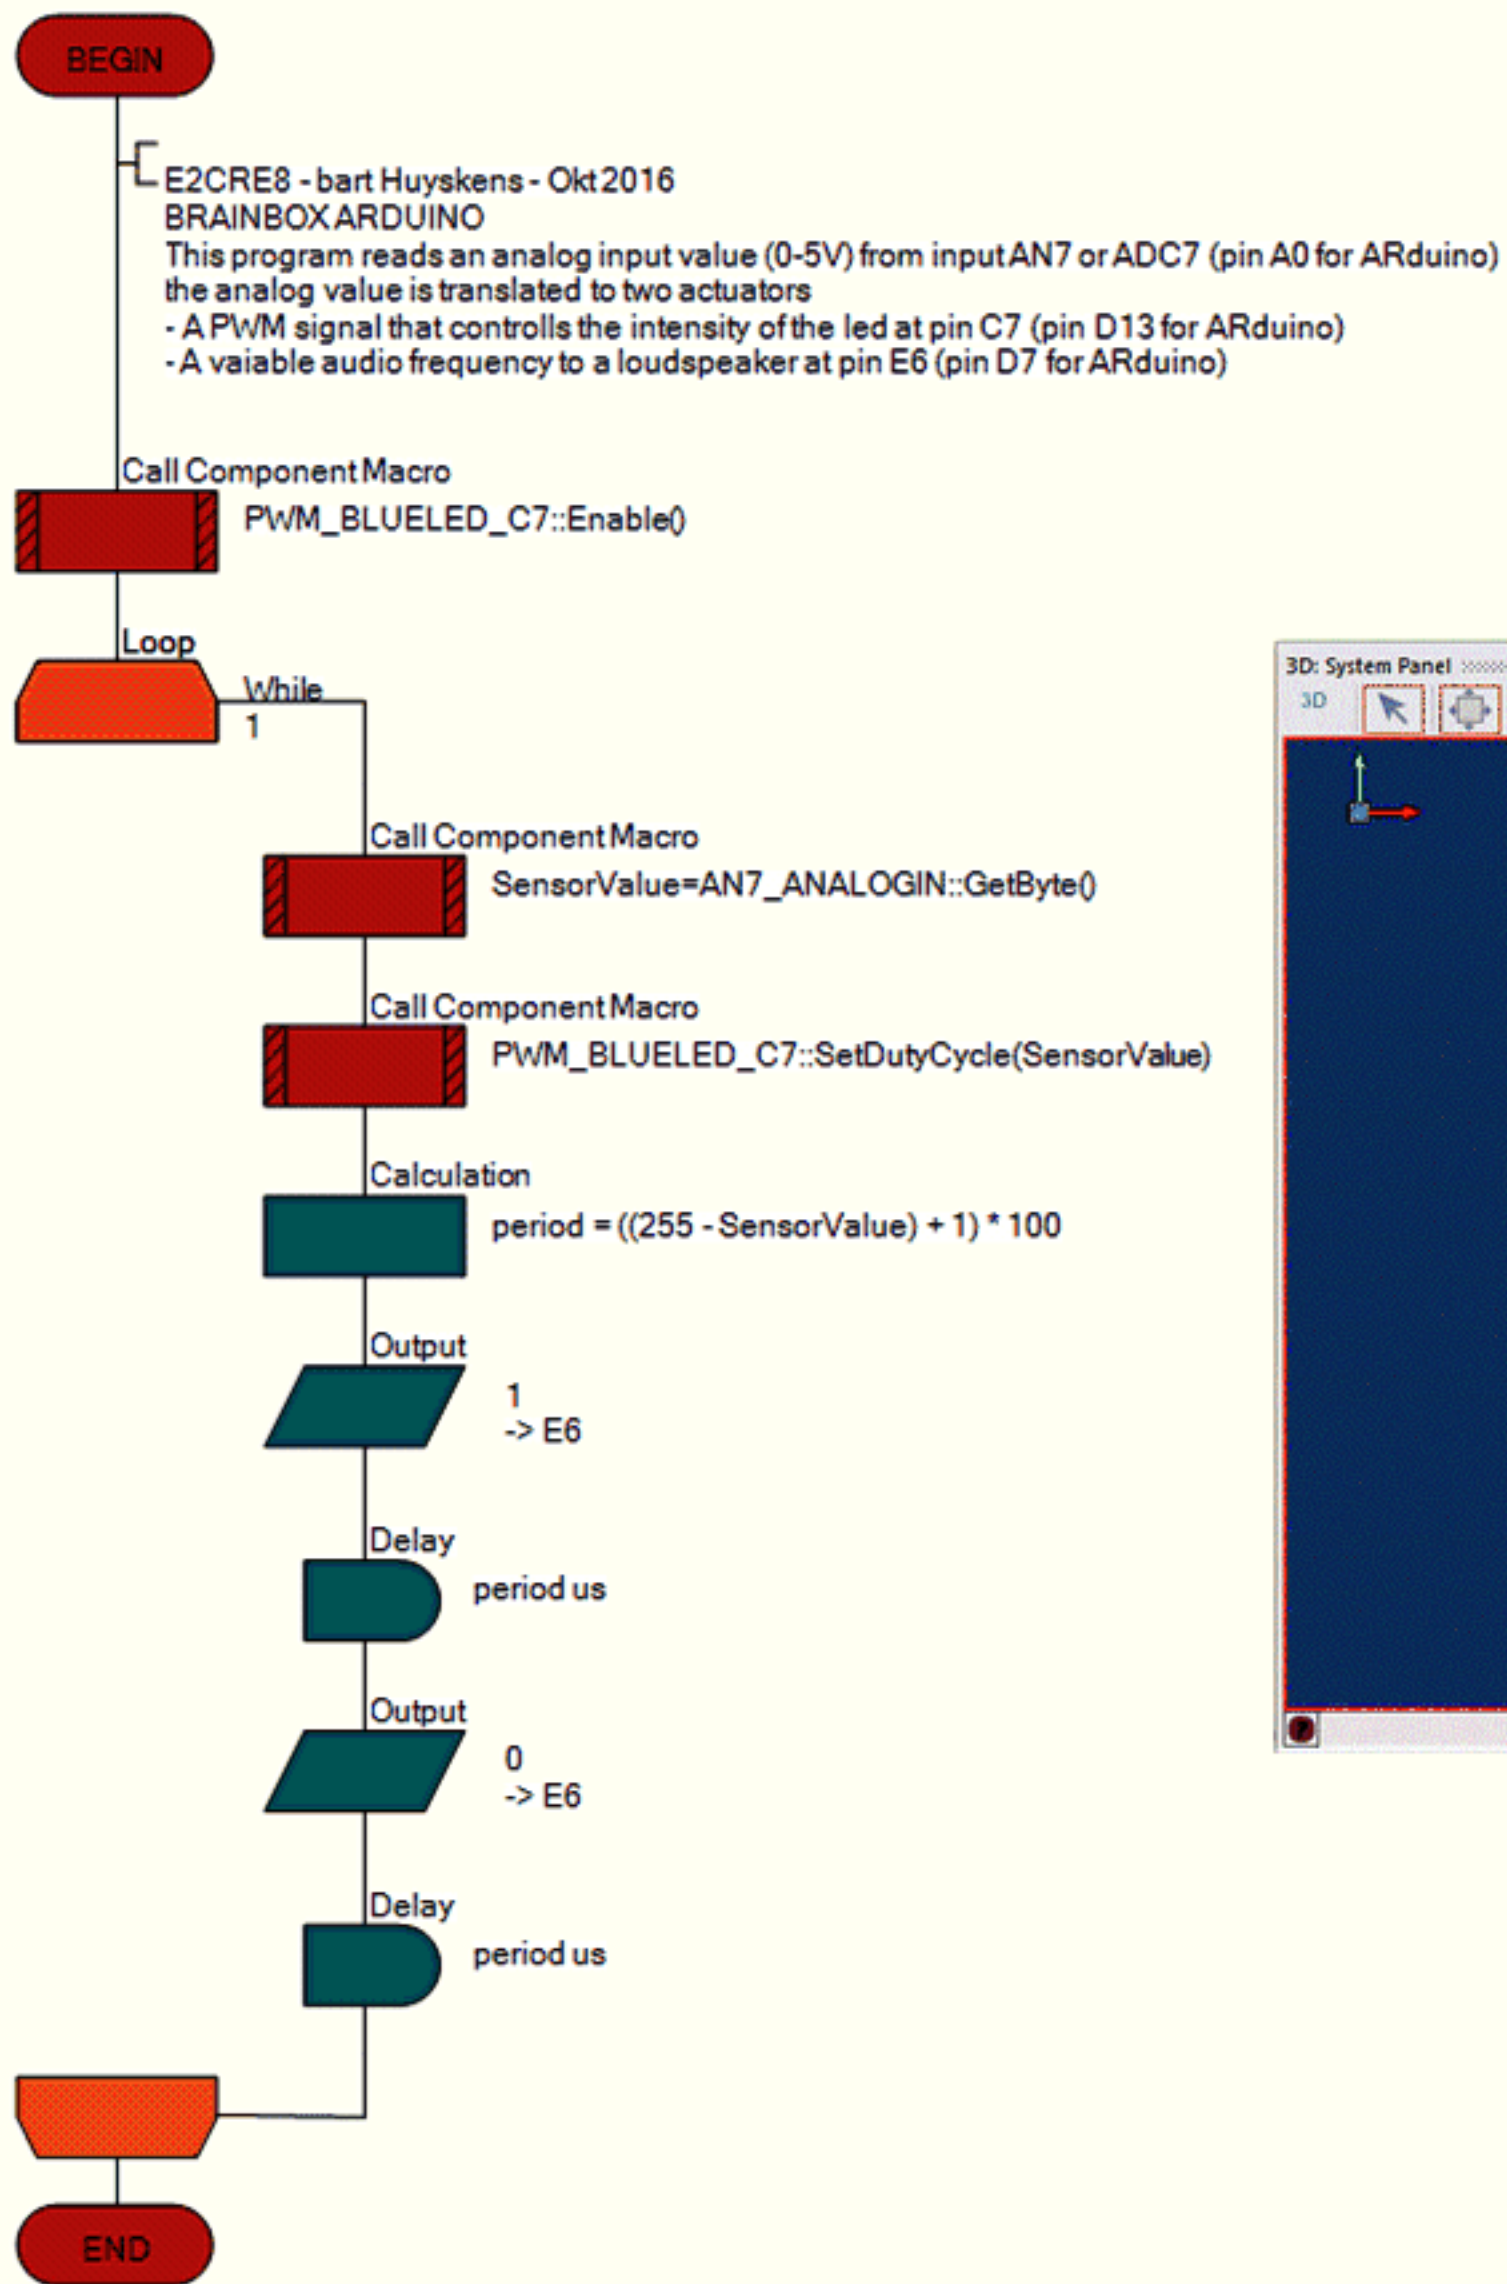 BEGIN
E2CRE8 - bart Huyskens - Okt 2016
BRAINBOX ARDUINO
This program reads an analog input value (0-5V) from input AN7 or ADC7 (pin A0 for ARduino)
the analog value is translated to two actuators
- A PWM signal that controlls the intensity of the led at pin C7 (pin D13 for ARduino)
- A vaiable audio frequency to a loudspeaker at pin E6 (pin D7 for ARduino)
Call Component Macro
PWM_BLUELED_C7::Enable()
Loop
While
1
3D: System Panel
3D
Call Component Macro
SensorValue=AN7_ANALOGIN::GetByte()
Call Component Macro
PWM_BLUELED_C7::SetDutyCycle(SensorValue)
Calculation
period = ((255 - SensorValue) + 1) * 100
Output
1
-> E6
Delay
period us
Output
0
-> E6
?
Delay
period us
END